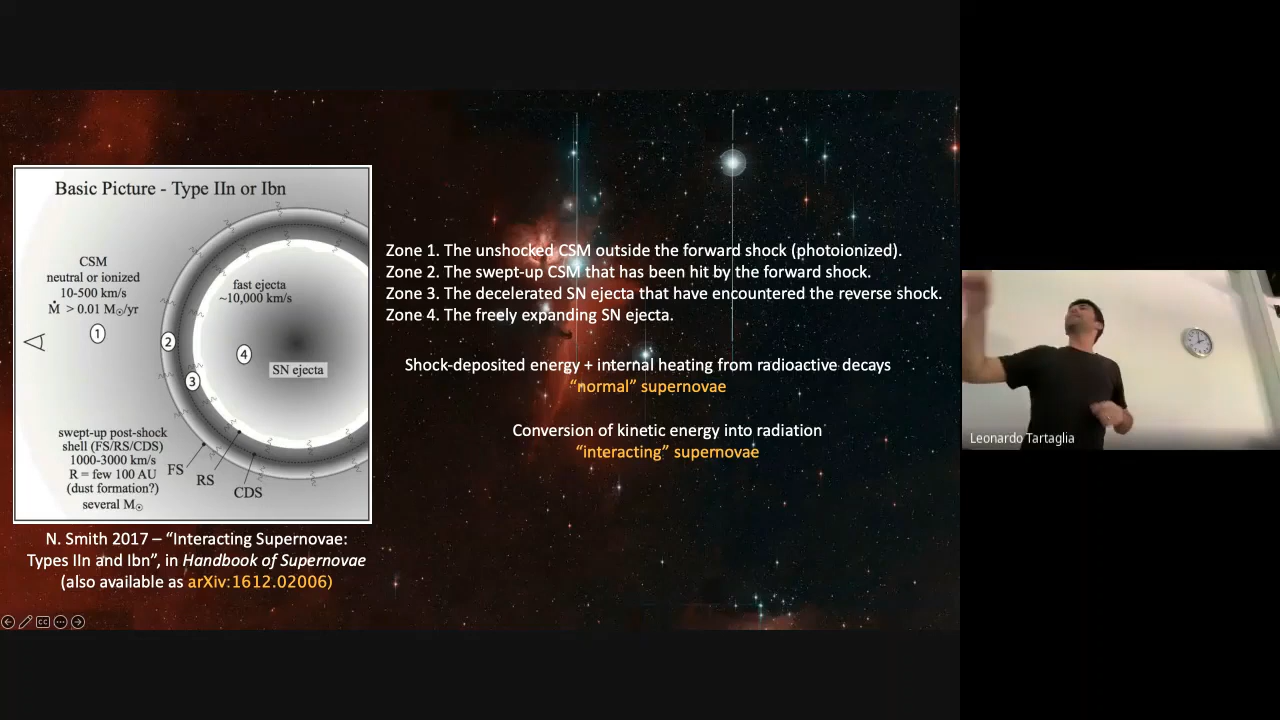 Basic Picture - Type IIn or Ibn
CSM
neutral or ionized
10-500 km/s
Ṁ > 0.01 M☉/yr
1
2
3
4
fast ejecta
~10,000 km/s
SN ejecta
swept-up post-shock
shell (FS/RS/CDS)
1000-3000 km/s
R = few 100 AU
(dust formation?)
several M☉
FS
RS
CDS
N. Smith 2017 – “Interacting Supernovae:
Types IIn and Ibn”, in Handbook of Supernovae
(also available as arXiv:1612.02006)
Zone 1. The unshocked CSM outside the forward shock (photoionized).
Zone 2. The swept-up CSM that has been hit by the forward shock.
Zone 3. The decelerated SN ejecta that have encountered the reverse shock.
Zone 4. The freely expanding SN ejecta.
Shock-deposited energy + internal heating from radioactive decays
“normal” supernovae
Conversion of kinetic energy into radiation
“interacting” supernovae
CC
Leonardo Tartaglia